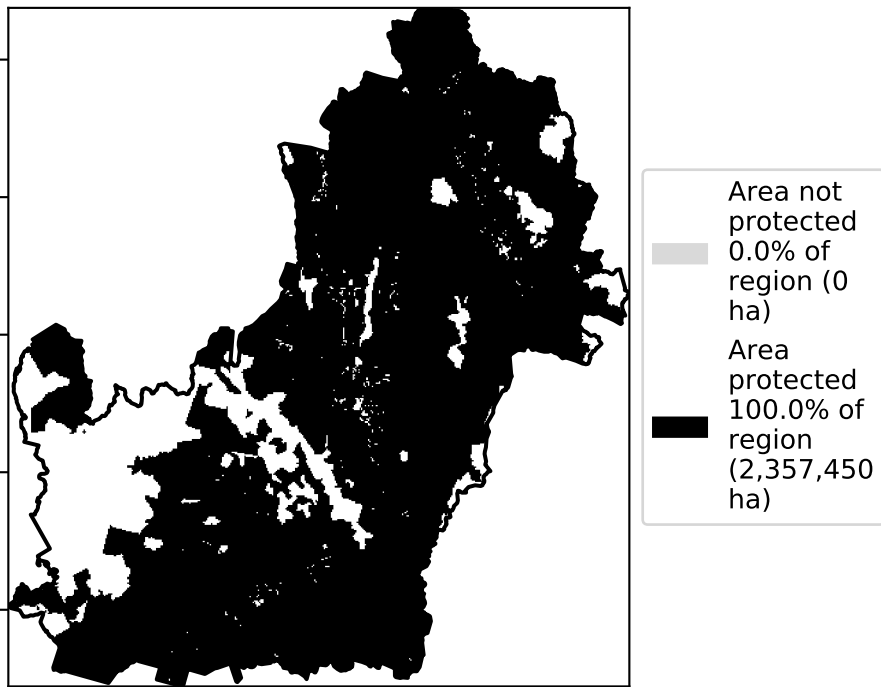 Area not
protected
0.0% of
region (0
ha)
Area
protected
100.0% of
region
(2,357,450
ha)